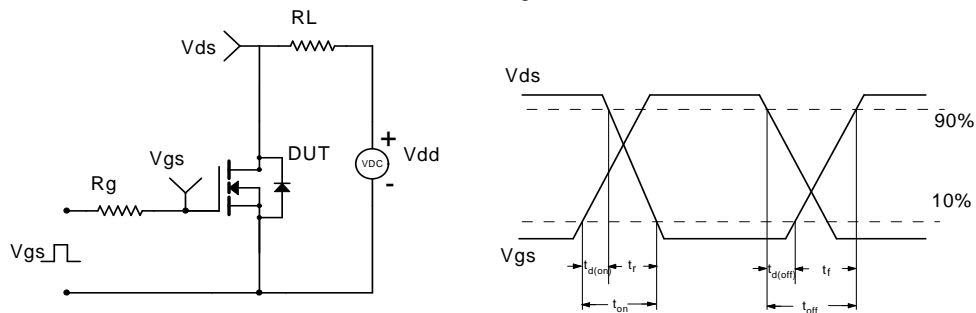 RL
Vds
Vgs
DUT
Rg
VDC
+
-
Vdd
Vgs
Vds
90%
10%
Vgs
td(on)
tr
td(off)
tf
ton
toff